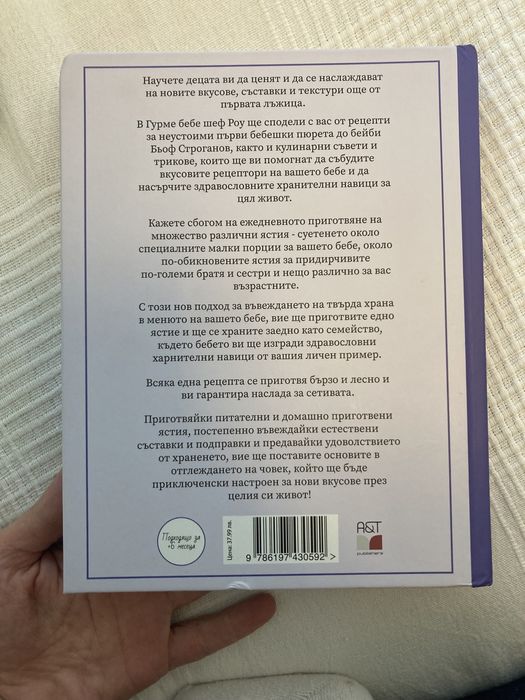 Научете децата ви да ценят и да се наслаждават
на новите вкусове, съставки и текстури още от
първата лъжица.
В Гурме бебе шеф Роу ще сподели с вас от рецепти
за неустоими първи бебешки пюрета до бейби
Бьоф Строганов, както и кулинарни съвети и
трикове, които ще ви помогнат да събудите
вкусовите рецептори на вашето бебе и да
насърчите здравословните хранителни навици за
цял живот.
Кажете сбогом на ежедневното приготвяне на
множество различни ястия - суетенето около
специалните малки порции за вашето бебе, около
по-обикновените ястия за придирчивите
по-големи братя и сестри и нещо различно за вас
възрастните.
С този нов подход за въвеждането на твърда храна
в менюто на вашето бебе, вие ще приготвите едно
ястие и ще се храните заедно като семейство,
където бебето ви ще изгради здравословни
харнителни навици от вашия личен пример.
Всяка една рецепта се приготвя бързо и лесно и
ви гарантира наслада за сетивата.
Приготвяйки питателни и домашно приготвени
ястия, постепенно въвеждайки естествени
съставки и подправки и предавайки удоволствието
от храненето, вие ще поставите основите в
отглеждането на човек, който ще бъде
приключенски настроен за нови вкусове през
целия си живот!
Подходящо за
+6 месеца
Цена: 37.99 лв.
9 786197 430592 >
A&T
publishers